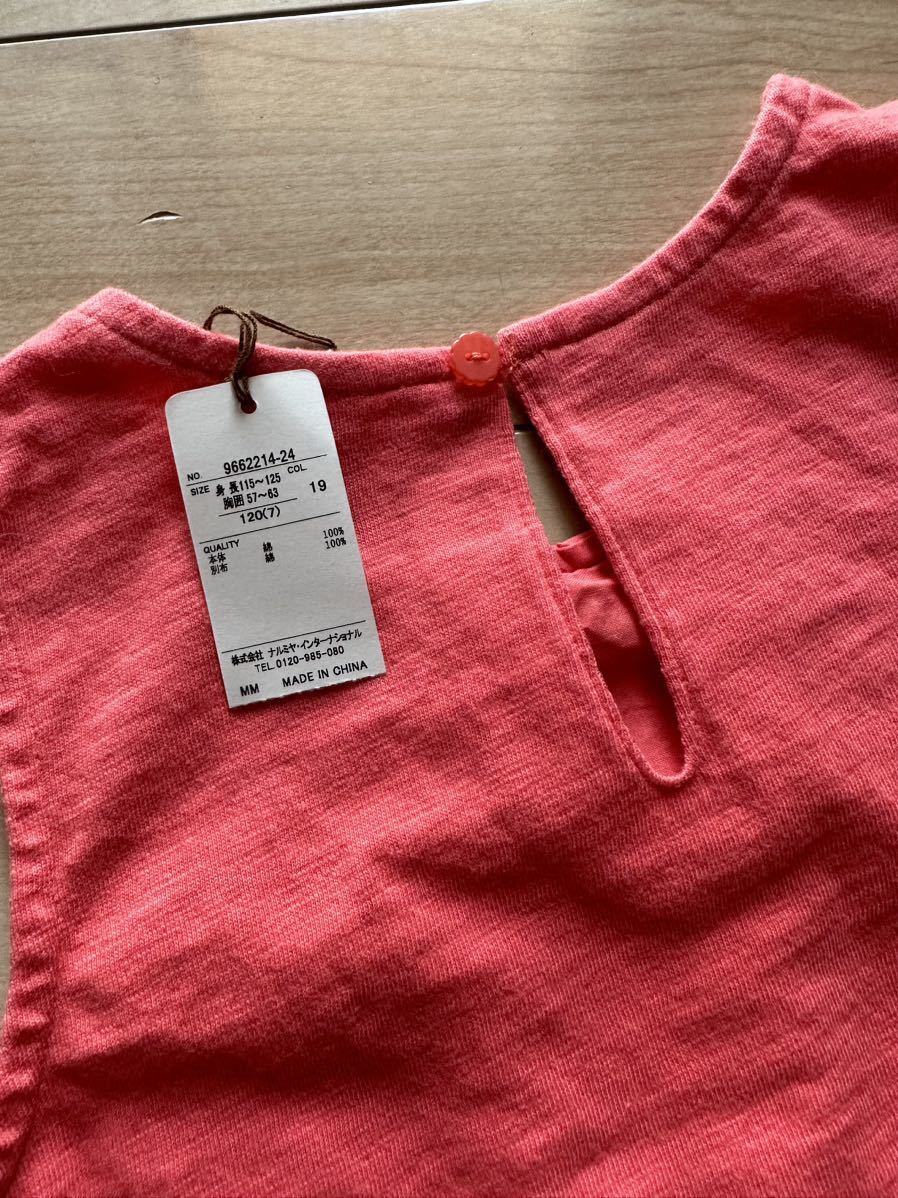 NO. 9662214-24
SIZE 身 長115~125 COL.
胸囲 57~63 19
120(7)
QUALITY
本体 綿 100%
別布 綿 100%
株式会社 ナルミヤ・インターナショナル
TEL.0120-985-080
MM MADE IN CHINA